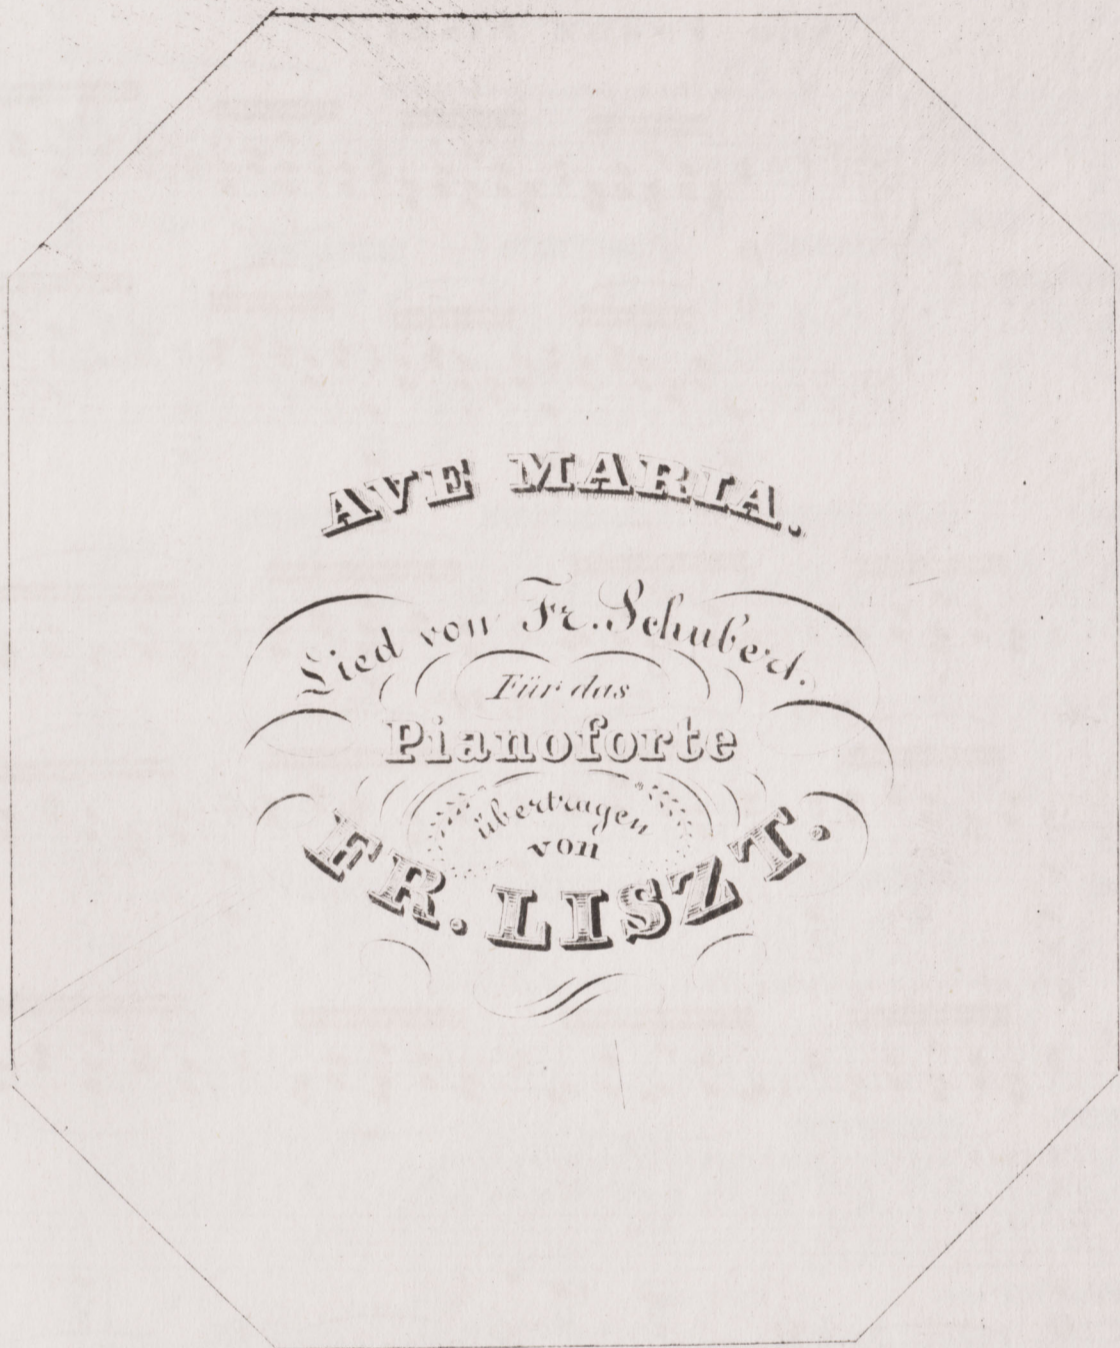 AVE MARIA.
Lied von Fr. Schubert.
Für das
Pianoforte
übertragen
von
FR. LISZT.